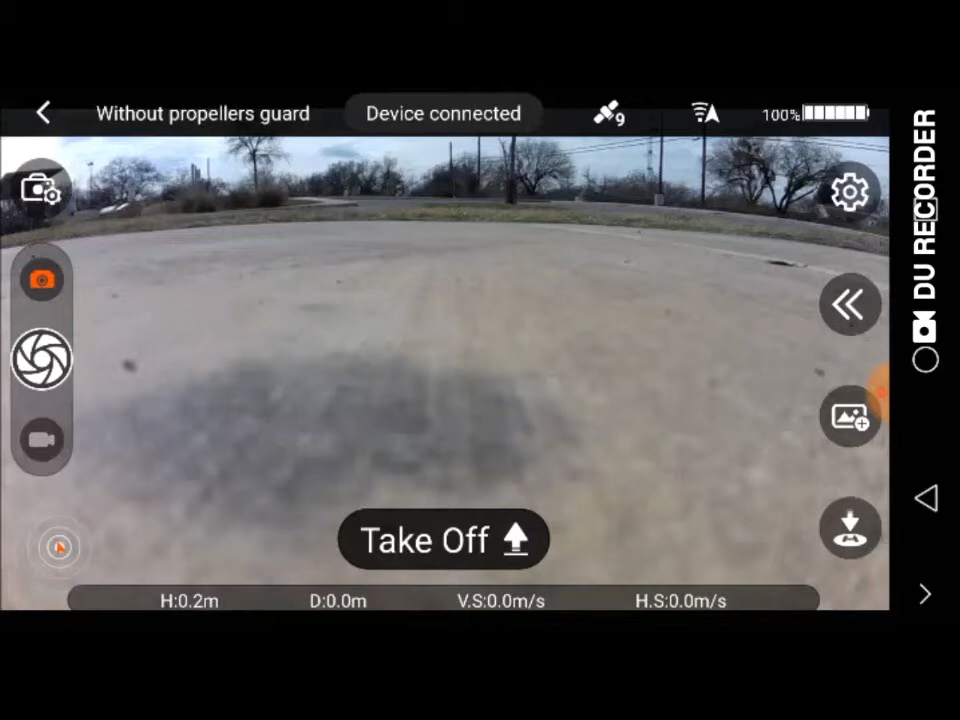 Without propellers guard
Device connected
9
100%
DU RECORDER
Take Off
H:0.2m
D:0.0m
V.S:0.0m/s
H.S:0.0m/s